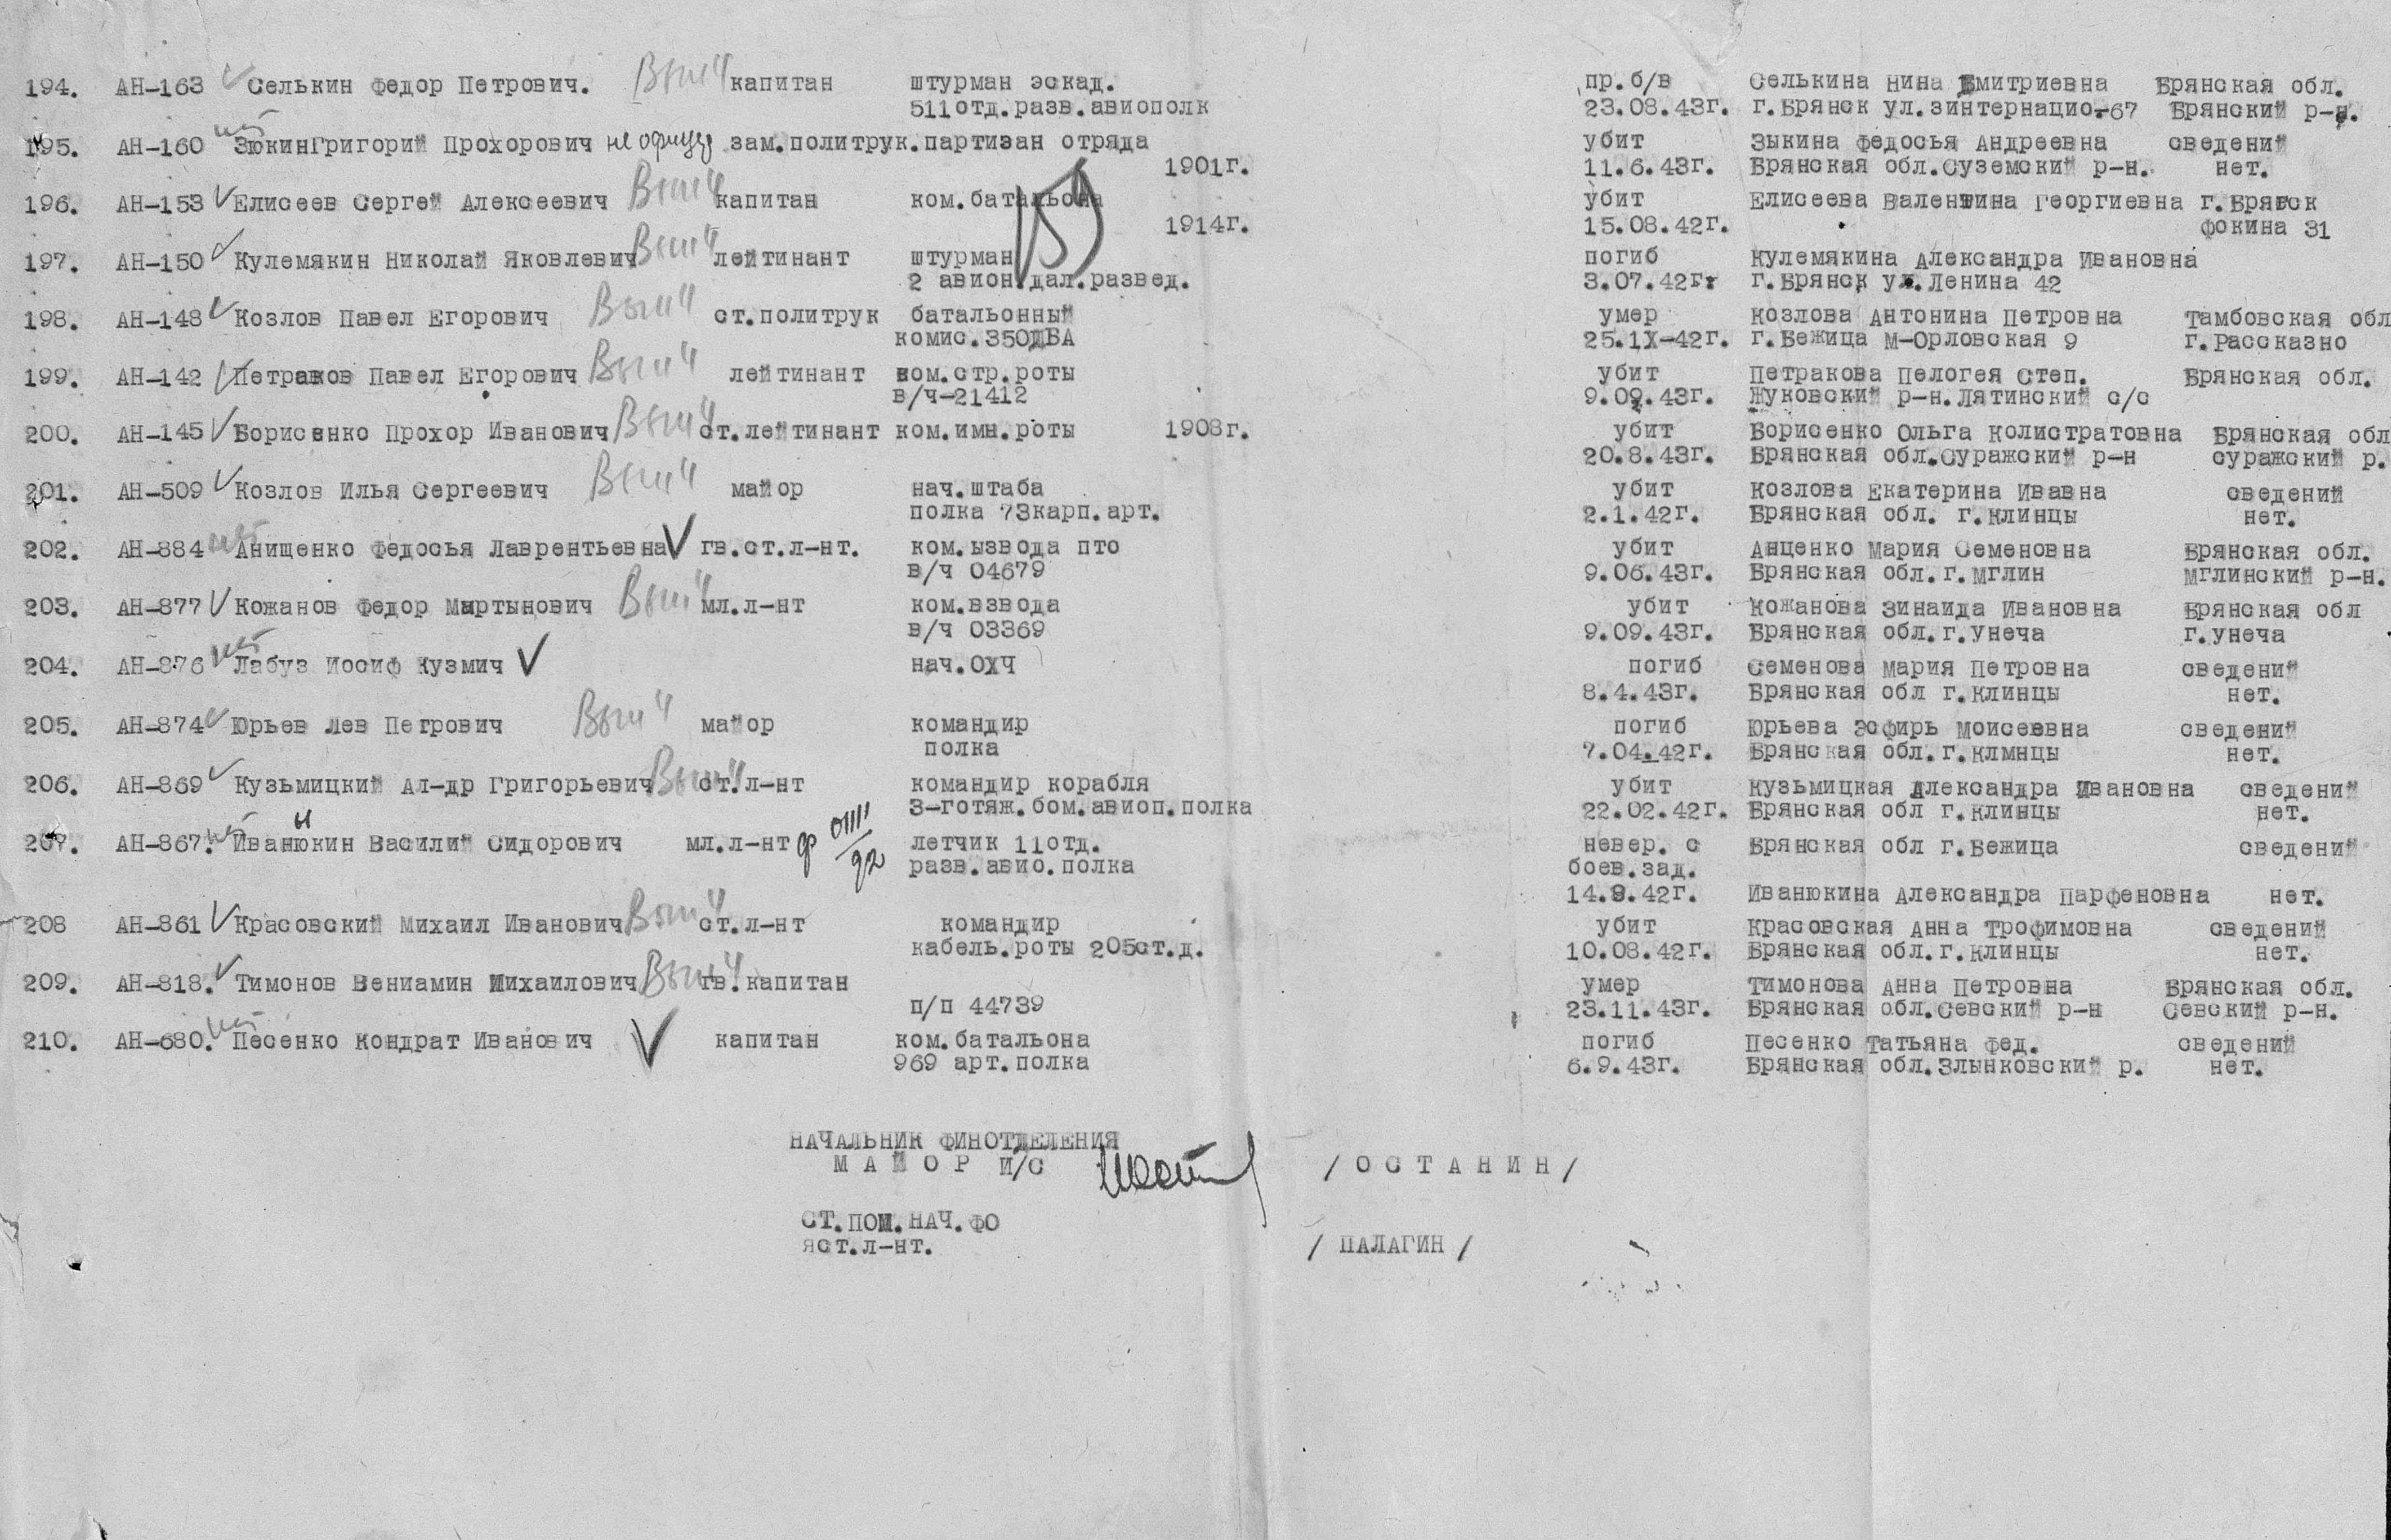 194. АН-163 Селькин Федор Петрович. капитан штурман эскад. пр.б/в Селькина Нина Дмитриевна Брянская обл.
511отд.разв.авиополк 23.08.43г. г.Брянск ул.зинтернацио-67 Брянский р-н.
195. АН-160 ЗюкинГригорий Прохорович не офицер зам.политрук.партизан отряда убит Зыкина Федосья Андреевна сведений
1901г. 11.6.43г. Брянская обл.Суземский р-н. нет.
196. АН-153 Елисеев Сергей Алексеевич капитан ком.батальона убит Елисеева Валентина Георгиевна г.Брянск
1914г. 15.08.42г. Фокина 31
197. АН-150 Кулемякин Николай Яковлевич лейтинант штурман погиб Кулемякина Александра Ивановна
2 авион.дал.развед. 3.07.42г. г.Брянск ул.Ленина 42
198. АН-148 Козлов Павел Егорович ст.политрук батальонный умер Козлова Антонина Петровна Тамбовская обл
комис.350ДБА 25.1Х-42г. г.Бежица М-Орловская 9 г.Рассказно
199. АН-142 Петраков Павел Егорович лейтинант ком.стр.роты убит Петракова Пелогея Степ. Брянская обл.
в/ч-21412 9.09.43г. Жуковский р-н.Лятинский с/с
200. АН-145 Борисенко Прохор Иванович ст.лейтинант ком.имн.роты 1908г. убит Борисенко Ольга Колистратовна Брянская обл
20.8.43г. Брянская обл.Суражский р-н суражский р.
201. АН-509 Козлов Илья Сергеевич майор нач.штаба убит Козлова Екатерина Ивавна сведений
полка 73карп.арт. 2.1.42г. Брянская обл. г.Клинцы нет.
202. АН-884 Анищенко Федосья Лаврентьевна гв.ст.л-нт. ком.ызвода пто убит Анценко Мария Семеновна Брянская обл.
в/ч 04679 9.06.43г. Брянская обл.г.Мглин Мглинский р-н.
203. АН-877 Кожанов Федор Мартынович мл.л-нт ком.взвода убит Кожанова Зинаида Ивановна Брянская обл
в/ч 03369 9.09.43г. Брянская обл.г.Унеча г.Унеча
204. АН-876 Лабуз Иосиф Кузмич нач.ОХЧ погиб Семенова Мария Петровна сведений
8.4.43г. Брянская обл г.Клинцы нет.
205. АН-874 Юрьев Лев Петрович майор командир погиб Юрьева Эсфирь Моисеевна сведений
полка 7.04.42г. Брянская обл.г.Клмнцы нет.
206. АН-869 Кузьмицкий Ал-др Григорьевич ст.л-нт командир корабля убит Кузьмицкая Александра Ивановна сведений
3-готяж.бом.авиоп.полка 22.02.42г. Брянская обл г.Клинцы нет.
207. АН-867. Иванюкин Василий Сидорович мл.л-нт летчик 11отд. невер. с Брянская обл г.Бежица сведений
разв.авио.полка боев.зад.
14.9.42г. Иванюкина Александра Парфеновна нет.
208 АН-861 Красовский Михаил Иванович ст.л-нт командир убит Красовская Анна Трофимовна сведений
кабель.роты 205ст.д. 10.08.42г. Брянская обл.г.Клинцы нет.
209. АН-818. Тимонов Вениамин Михаилович гв.капитан умер Тимонова Анна Петровна Брянская обл.
п/п 44739 23.11.43г. Брянская обл.Севский р-н Севский р-н.
210. АН-680. Песенко Кондрат Иванович капитан ком.батальона погиб Песенко Татьяна Фед. сведений
969 арт.полка 6.9.43г. Брянская обл.Злынковский р. нет.
НАЧАЛЬНИК ФИНОТДЕЛЕНИЯ
МАЙОР И/С /ОСТАНИН/
СТ.ПОМ.НАЧ.ФО
яст.л-нт. / ПАЛАГИН /